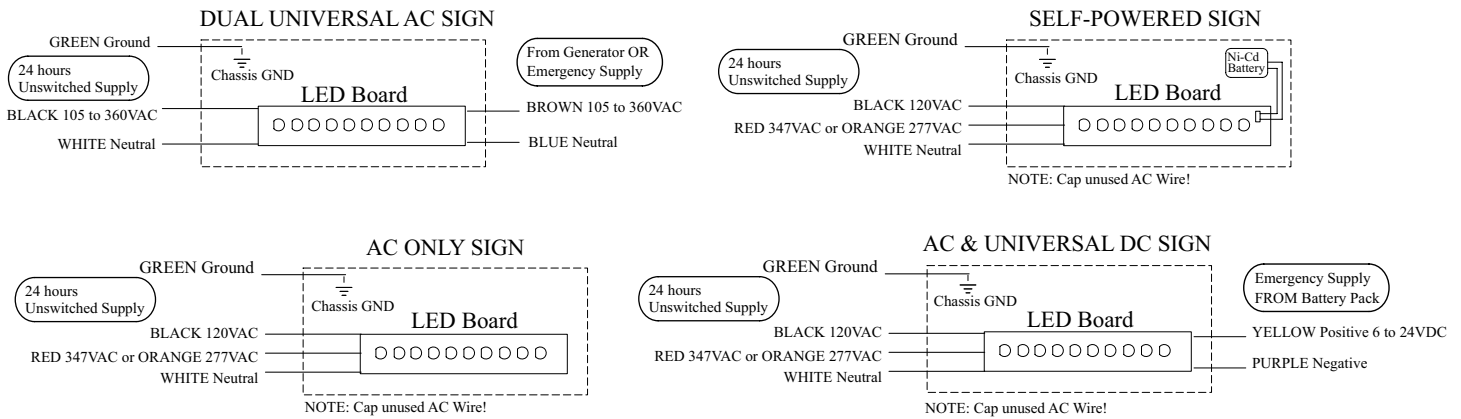 DUAL UNIVERSAL AC SIGN
GREEN Ground
24 hours
Unswitched Supply
Chassis GND
From Generator OR
Emergency Supply
LED Board
BLACK 105 to 360VAC
BROWN 105 to 360VAC
WHITE Neutral
BLUE Neutral
SELF-POWERED SIGN
GREEN Ground
24 hours
Unswitched Supply
Chassis GND
Ni-Cd
Battery
LED Board
BLACK 120VAC
RED 347VAC or ORANGE 277VAC
WHITE Neutral
NOTE: Cap unused AC Wire!
AC ONLY SIGN
GREEN Ground
24 hours
Unswitched Supply
Chassis GND
LED Board
BLACK 120VAC
RED 347VAC or ORANGE 277VAC
WHITE Neutral
NOTE: Cap unused AC Wire!
AC & UNIVERSAL DC SIGN
GREEN Ground
24 hours
Unswitched Supply
Chassis GND
Emergency Supply
FROM Battery Pack
LED Board
BLACK 120VAC
YELLOW Positive 6 to 24VDC
RED 347VAC or ORANGE 277VAC
PURPLE Negative
WHITE Neutral
NOTE: Cap unused AC Wire!